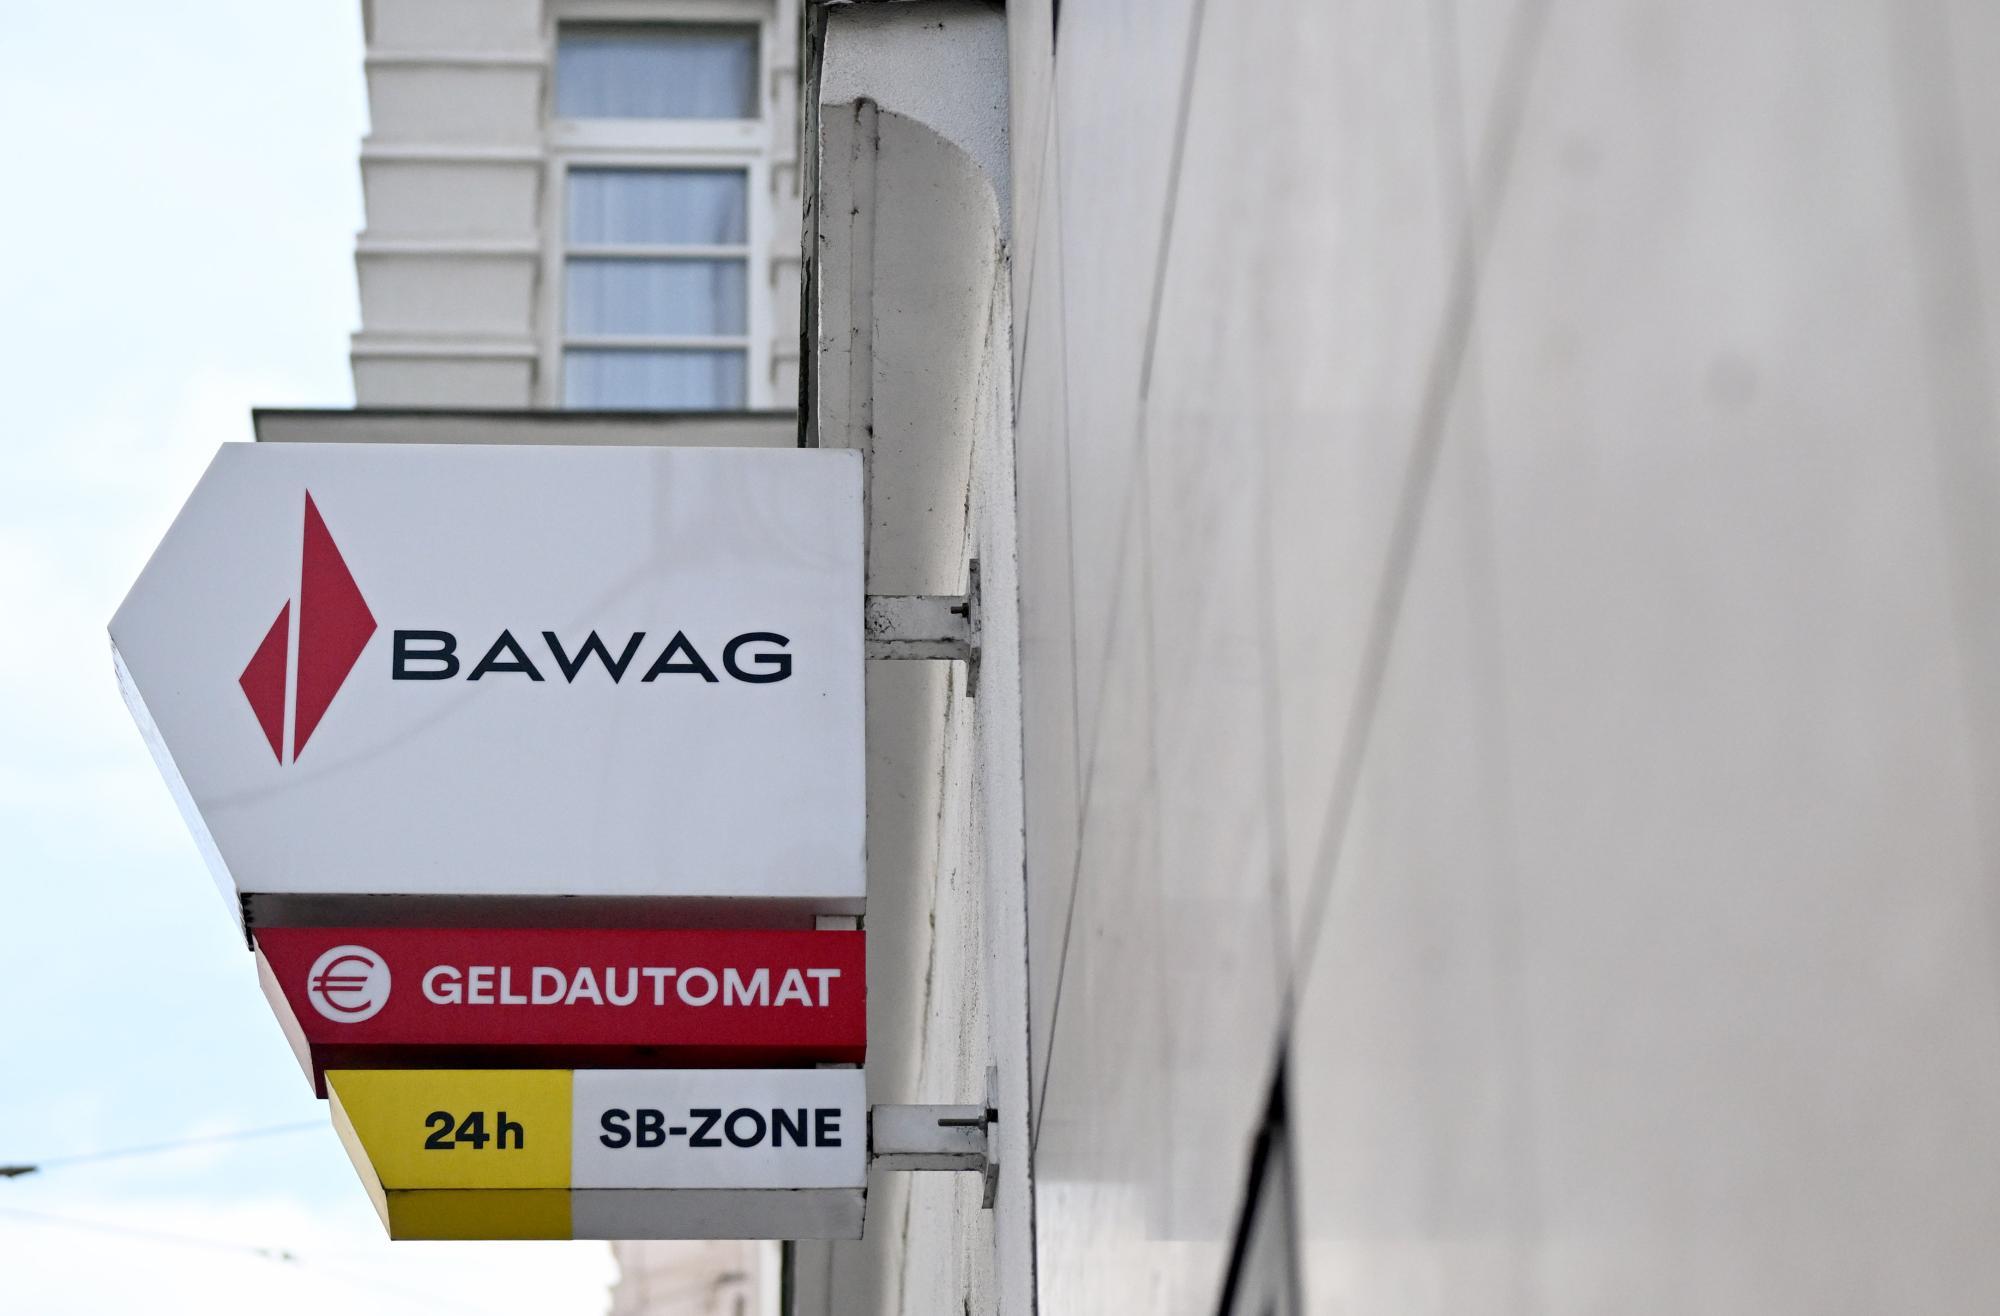 BAWAG
€ GELDAUTOMAT
24h SB-ZONE